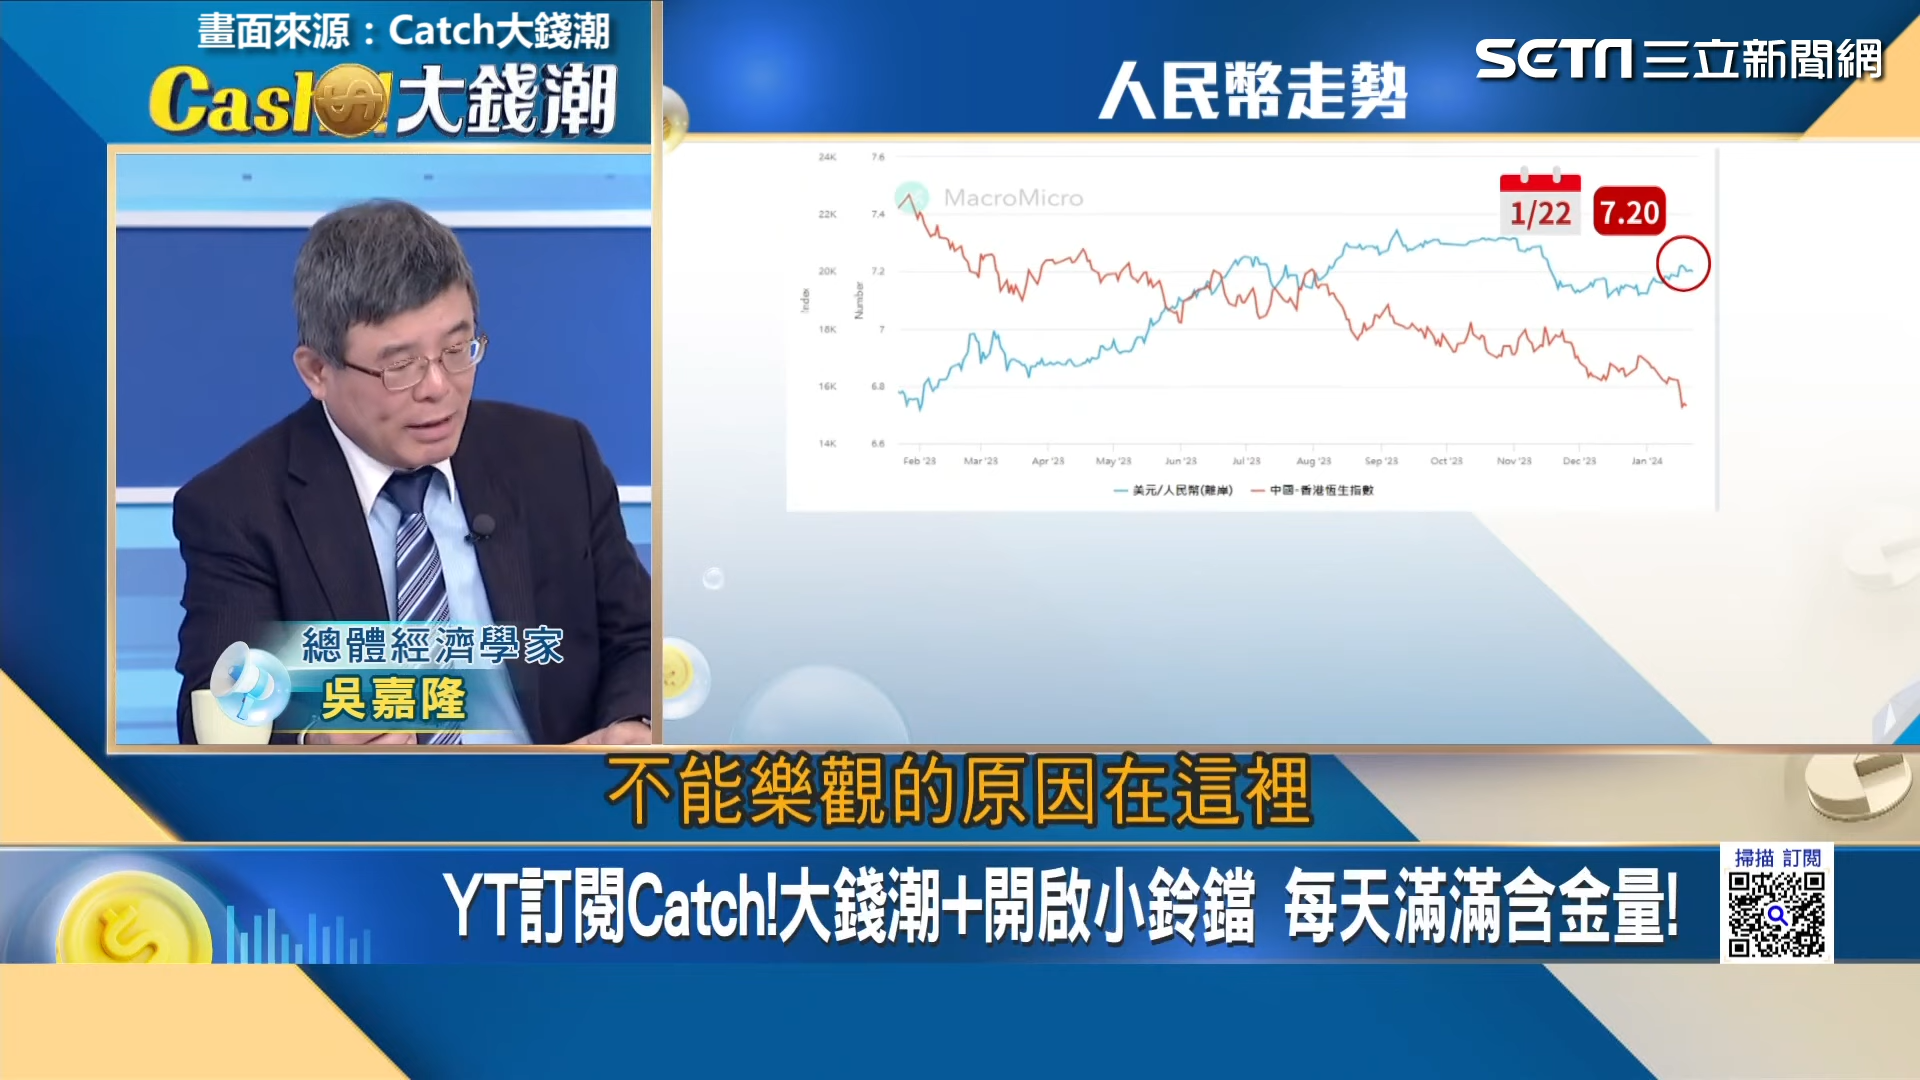 畫面來源：Catch大錢潮
Cash!大錢潮
人民幣走勢
SETN三立新聞網
24K
22K
20K
18K
16K
14K
Index
7.6
7.4
7.2
7
6.8
6.6
Number
MacroMicro
1/22
7.20
Feb '23
Mar '23
Apr '23
May '23
Jun '23
Jul '23
Aug '23
Sep '23
Oct '23
Nov '23
Dec '23
Jan '24
美元/人民幣(離岸)
中國-香港恆生指數
總體經濟學家
吳嘉隆
不能樂觀的原因在這裡
YT訂閱Catch!大錢潮+開啟小鈴鐺 每天滿滿含金量!
掃描 訂閱